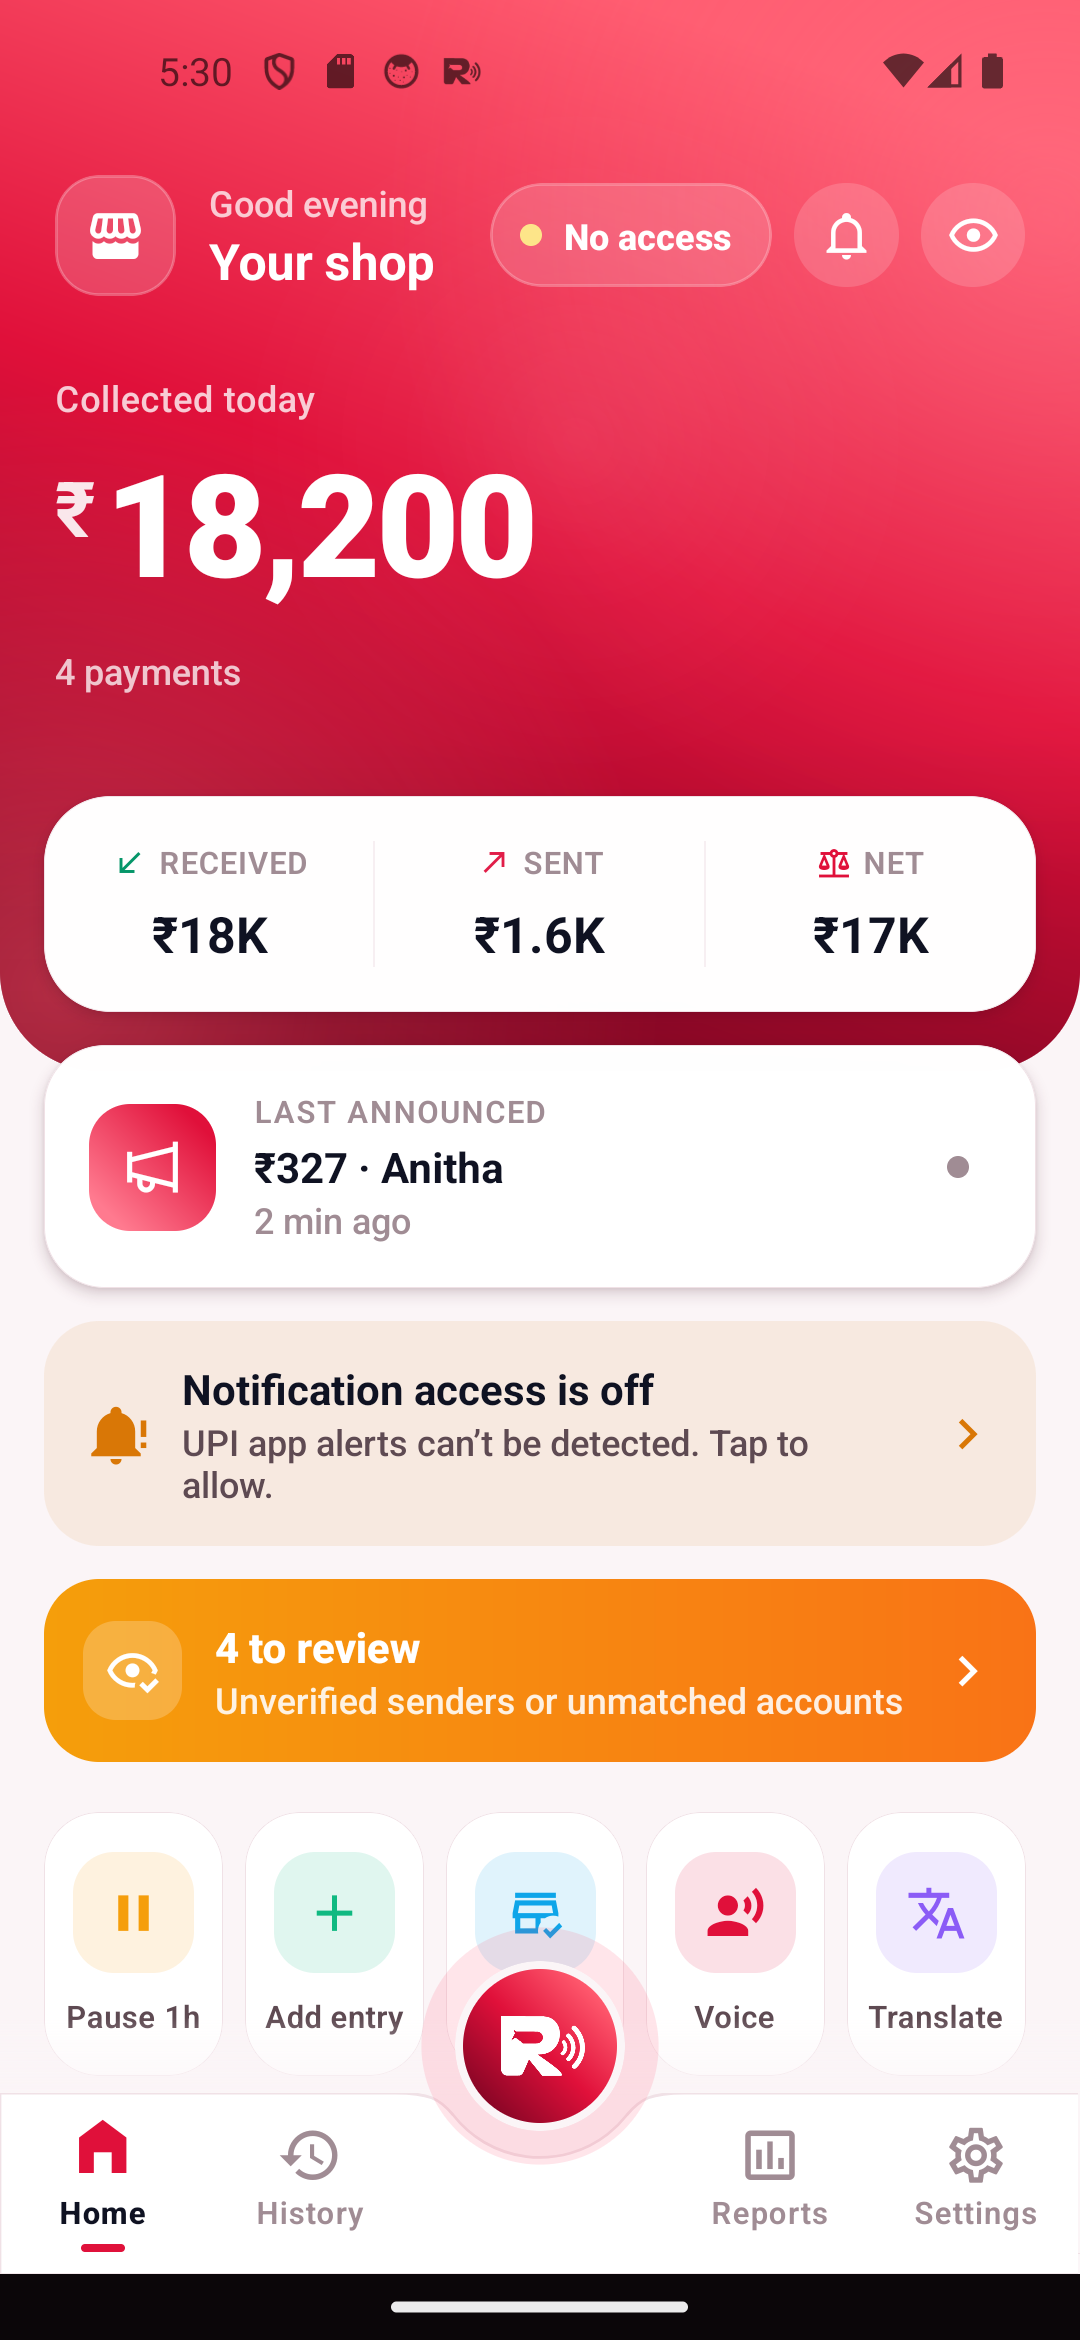 5:30
Good evening
Your shop
No access
Collected today
₹18,200
4 payments
RECEIVED
₹18K
SENT
₹1.6K
NET
₹17K
LAST ANNOUNCED
₹327 · Anitha
2 min ago
Notification access is off
UPI app alerts can’t be detected. Tap to
allow.
4 to review
Unverified senders or unmatched accounts
Pause 1h
Add entry
Voice
Translate
R
Home
History
Reports
Settings